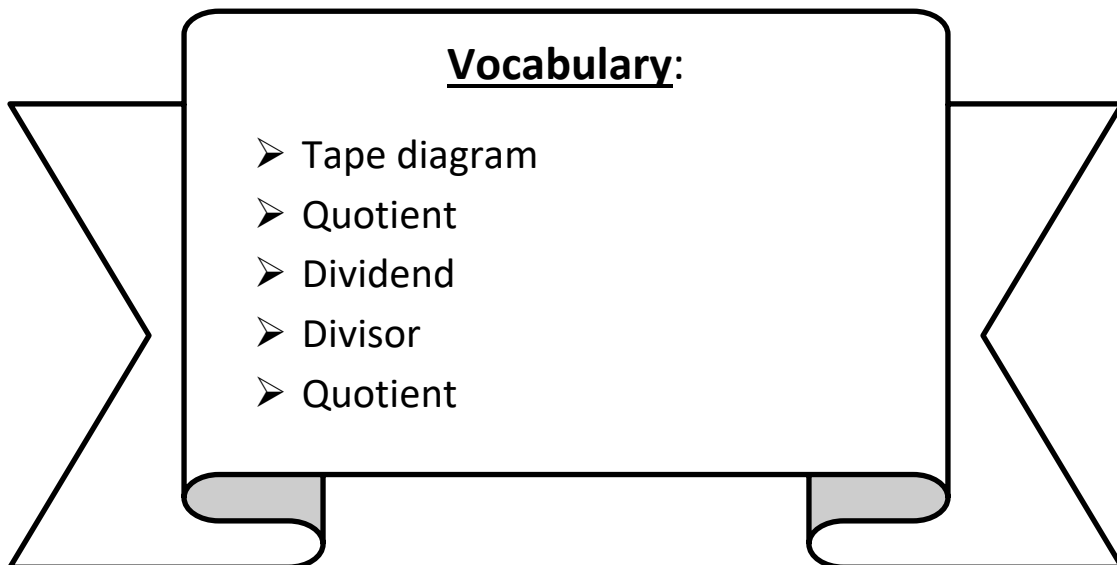 Vocabulary:
➢ Tape diagram
➢ Quotient
➢ Dividend
➢ Divisor
➢ Quotient